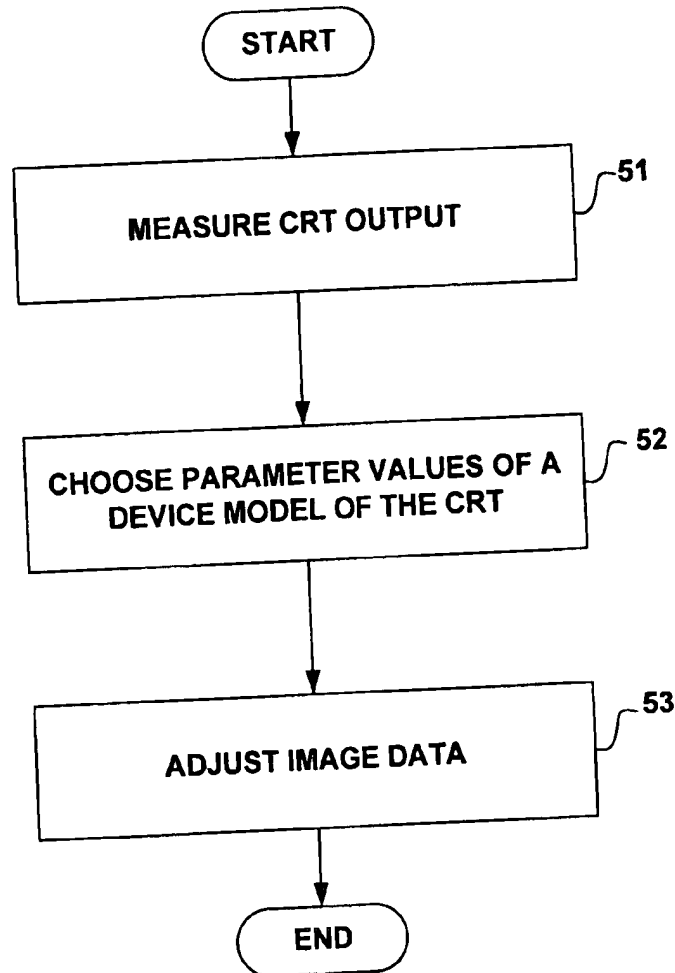 START
51
MEASURE CRT OUTPUT
52
CHOOSE PARAMETER VALUES OF A
DEVICE MODEL OF THE CRT
53
ADJUST IMAGE DATA
END